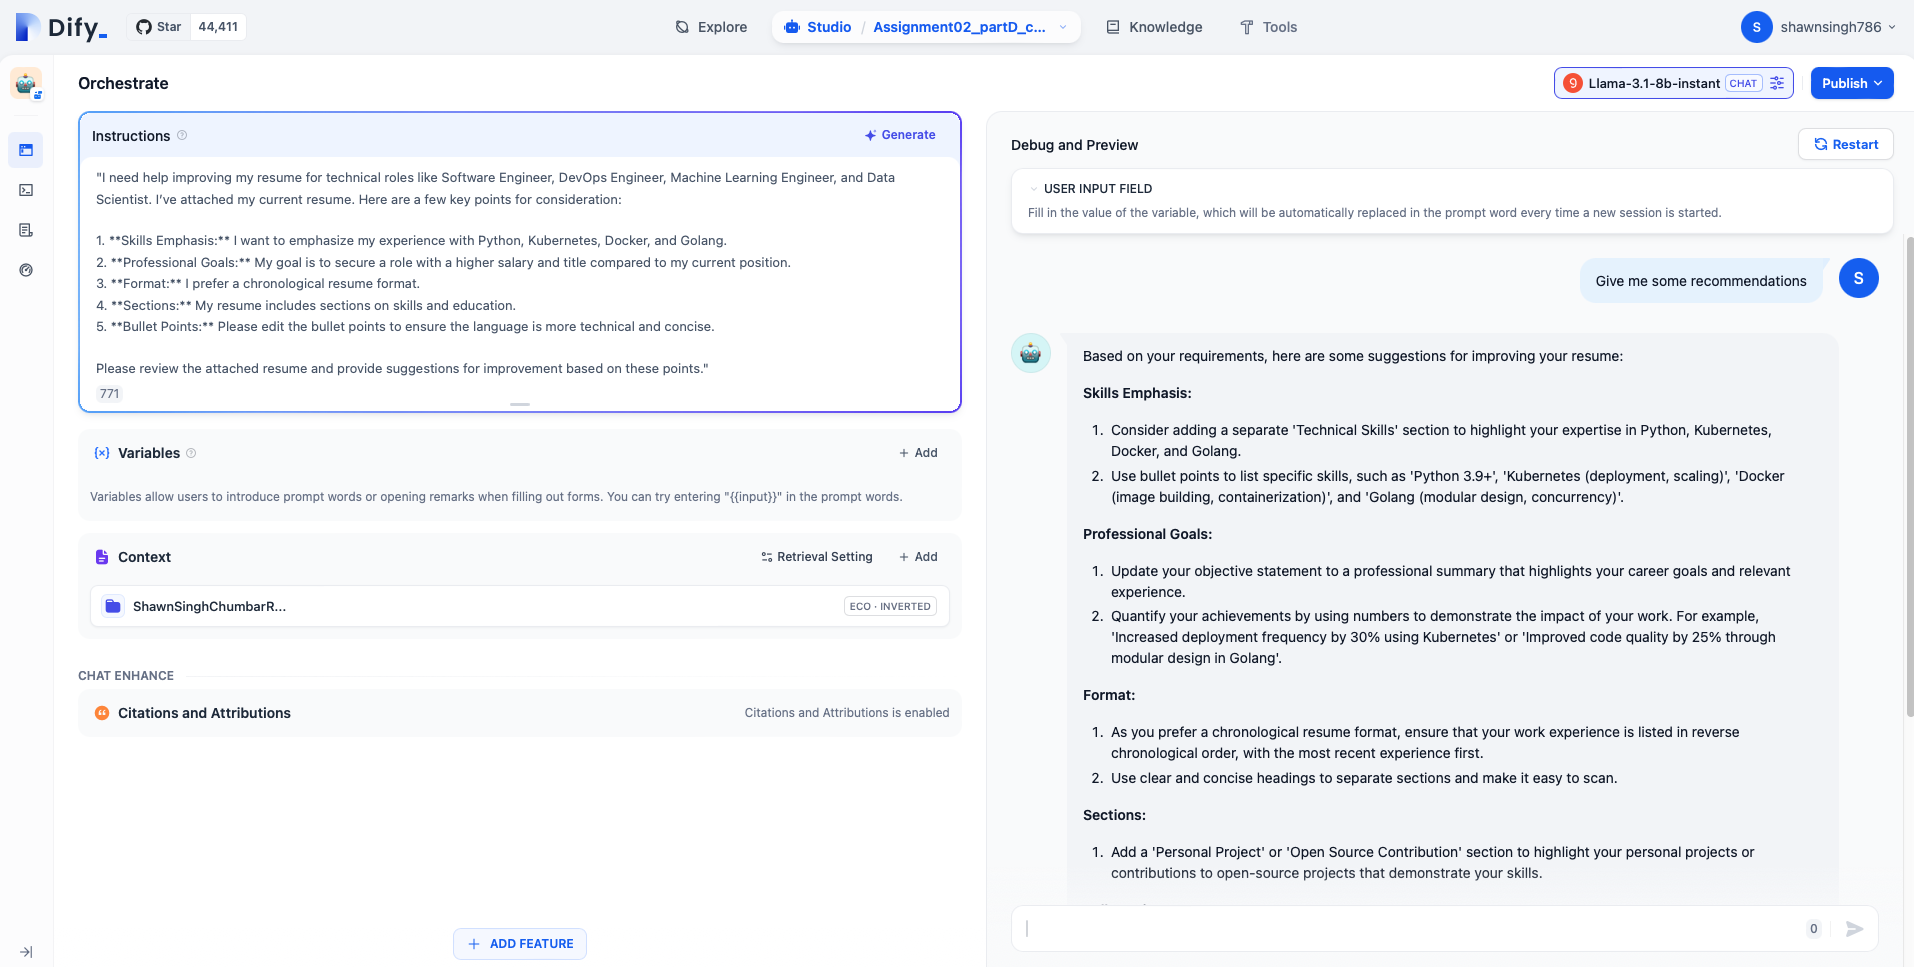 Dify_
Star 44,411
Explore
Studio / Assignment02_partD_c...
Knowledge
Tools
S shawnsingh786
Orchestrate
9 Llama-3.1-8b-instant CHAT
Publish
Instructions
Generate
"I need help improving my resume for technical roles like Software Engineer, DevOps Engineer, Machine Learning Engineer, and Data
Scientist. I've attached my current resume. Here are a few key points for consideration:
1. **Skills Emphasis:** I want to emphasize my experience with Python, Kubernetes, Docker, and Golang.
2. **Professional Goals:** My goal is to secure a role with a higher salary and title compared to my current position.
3. **Format:** I prefer a chronological resume format.
4. **Sections:** My resume includes sections on skills and education.
5. **Bullet Points:** Please edit the bullet points to ensure the language is more technical and concise.
Please review the attached resume and provide suggestions for improvement based on these points."
771
{x} Variables
+ Add
Variables allow users to introduce prompt words or opening remarks when filling out forms. You can try entering "{{input}}" in the prompt words.
Context
Retrieval Setting
+ Add
ShawnSinghChumbarR...
ECO · INVERTED
CHAT ENHANCE
Citations and Attributions
Citations and Attributions is enabled
+ ADD FEATURE
Debug and Preview
Restart
USER INPUT FIELD
Fill in the value of the variable, which will be automatically replaced in the prompt word every time a new session is started.
Give me some recommendations
S
Based on your requirements, here are some suggestions for improving your resume:
Skills Emphasis:
1. Consider adding a separate 'Technical Skills' section to highlight your expertise in Python, Kubernetes,
Docker, and Golang.
2. Use bullet points to list specific skills, such as 'Python 3.9+', 'Kubernetes (deployment, scaling)', 'Docker
(image building, containerization)', and 'Golang (modular design, concurrency)'.
Professional Goals:
1. Update your objective statement to a professional summary that highlights your career goals and relevant
experience.
2. Quantify your achievements by using numbers to demonstrate the impact of your work. For example,
'Increased deployment frequency by 30% using Kubernetes' or 'Improved code quality by 25% through
modular design in Golang'.
Format:
1. As you prefer a chronological resume format, ensure that your work experience is listed in reverse
chronological order, with the most recent experience first.
2. Use clear and concise headings to separate sections and make it easy to scan.
Sections:
1. Add a 'Personal Project' or 'Open Source Contribution' section to highlight your personal projects or
contributions to open-source projects that demonstrate your skills.
0